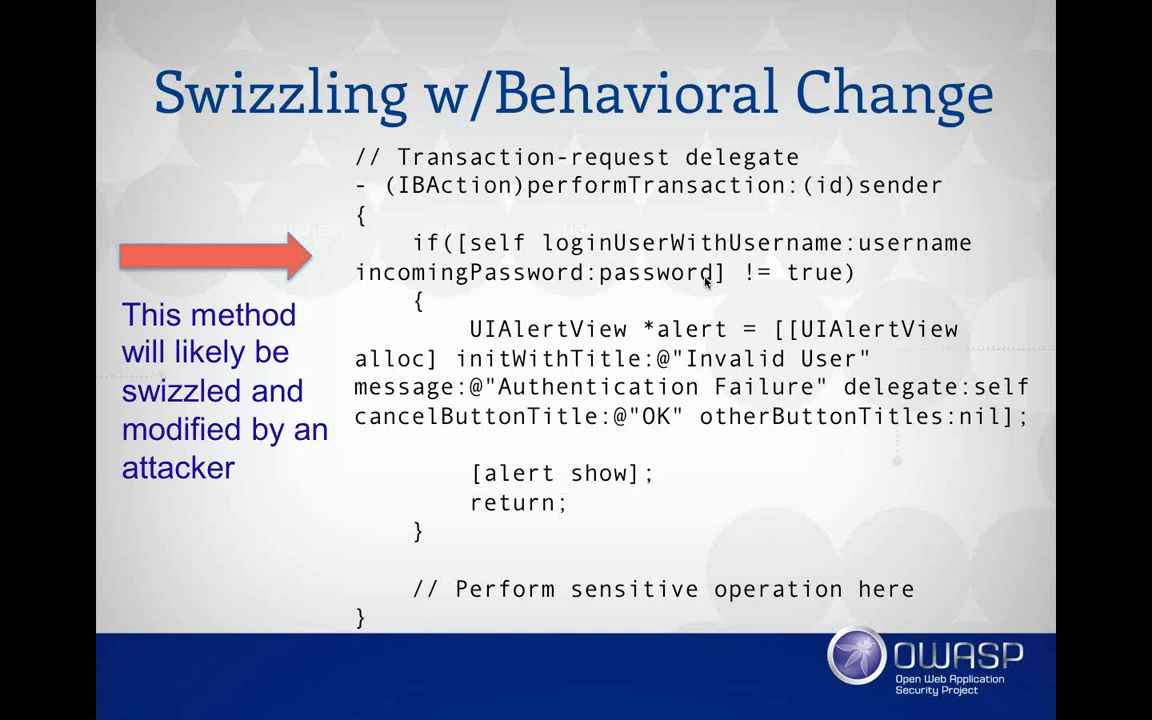 Swizzling w/Behavioral Change
// Transaction-request delegate
- (IBAction)performTransaction:(id)sender
{
if([self loginUserWithUsername:username
incomingPassword:password] != true)
{
UIAlertView *alert = [[UIAlertView
alloc] initWithTitle:@"Invalid User"
message:@"Authentication Failure" delegate:self
cancelButtonTitle:@"OK" otherButtonTitles:nil];
[alert show];
return;
}
// Perform sensitive operation here
}
This method
will likely be
swizzled and
modified by an
attacker
OWASP
Open Web Application
Security Project